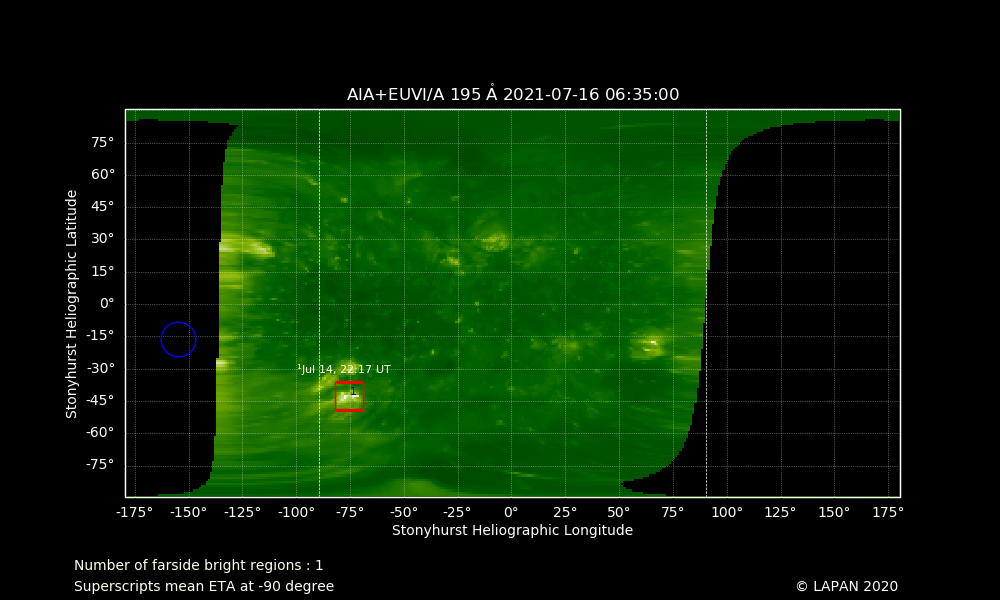 AIA+EUVI/A 195 Å 2021-07-16 06:35:00
Stonyhurst Heliographic Latitude
75°
60°
45°
30°
15°
0°
-15°
-30°
-45°
-60°
-75°
¹Jul 14, 22:17 UT
1
-175° -150° -125° -100° -75° -50° -25° 0° 25° 50° 75° 100° 125° 150° 175°
Stonyhurst Heliographic Longitude
Number of farside bright regions : 1
Superscripts mean ETA at -90 degree
© LAPAN 2020